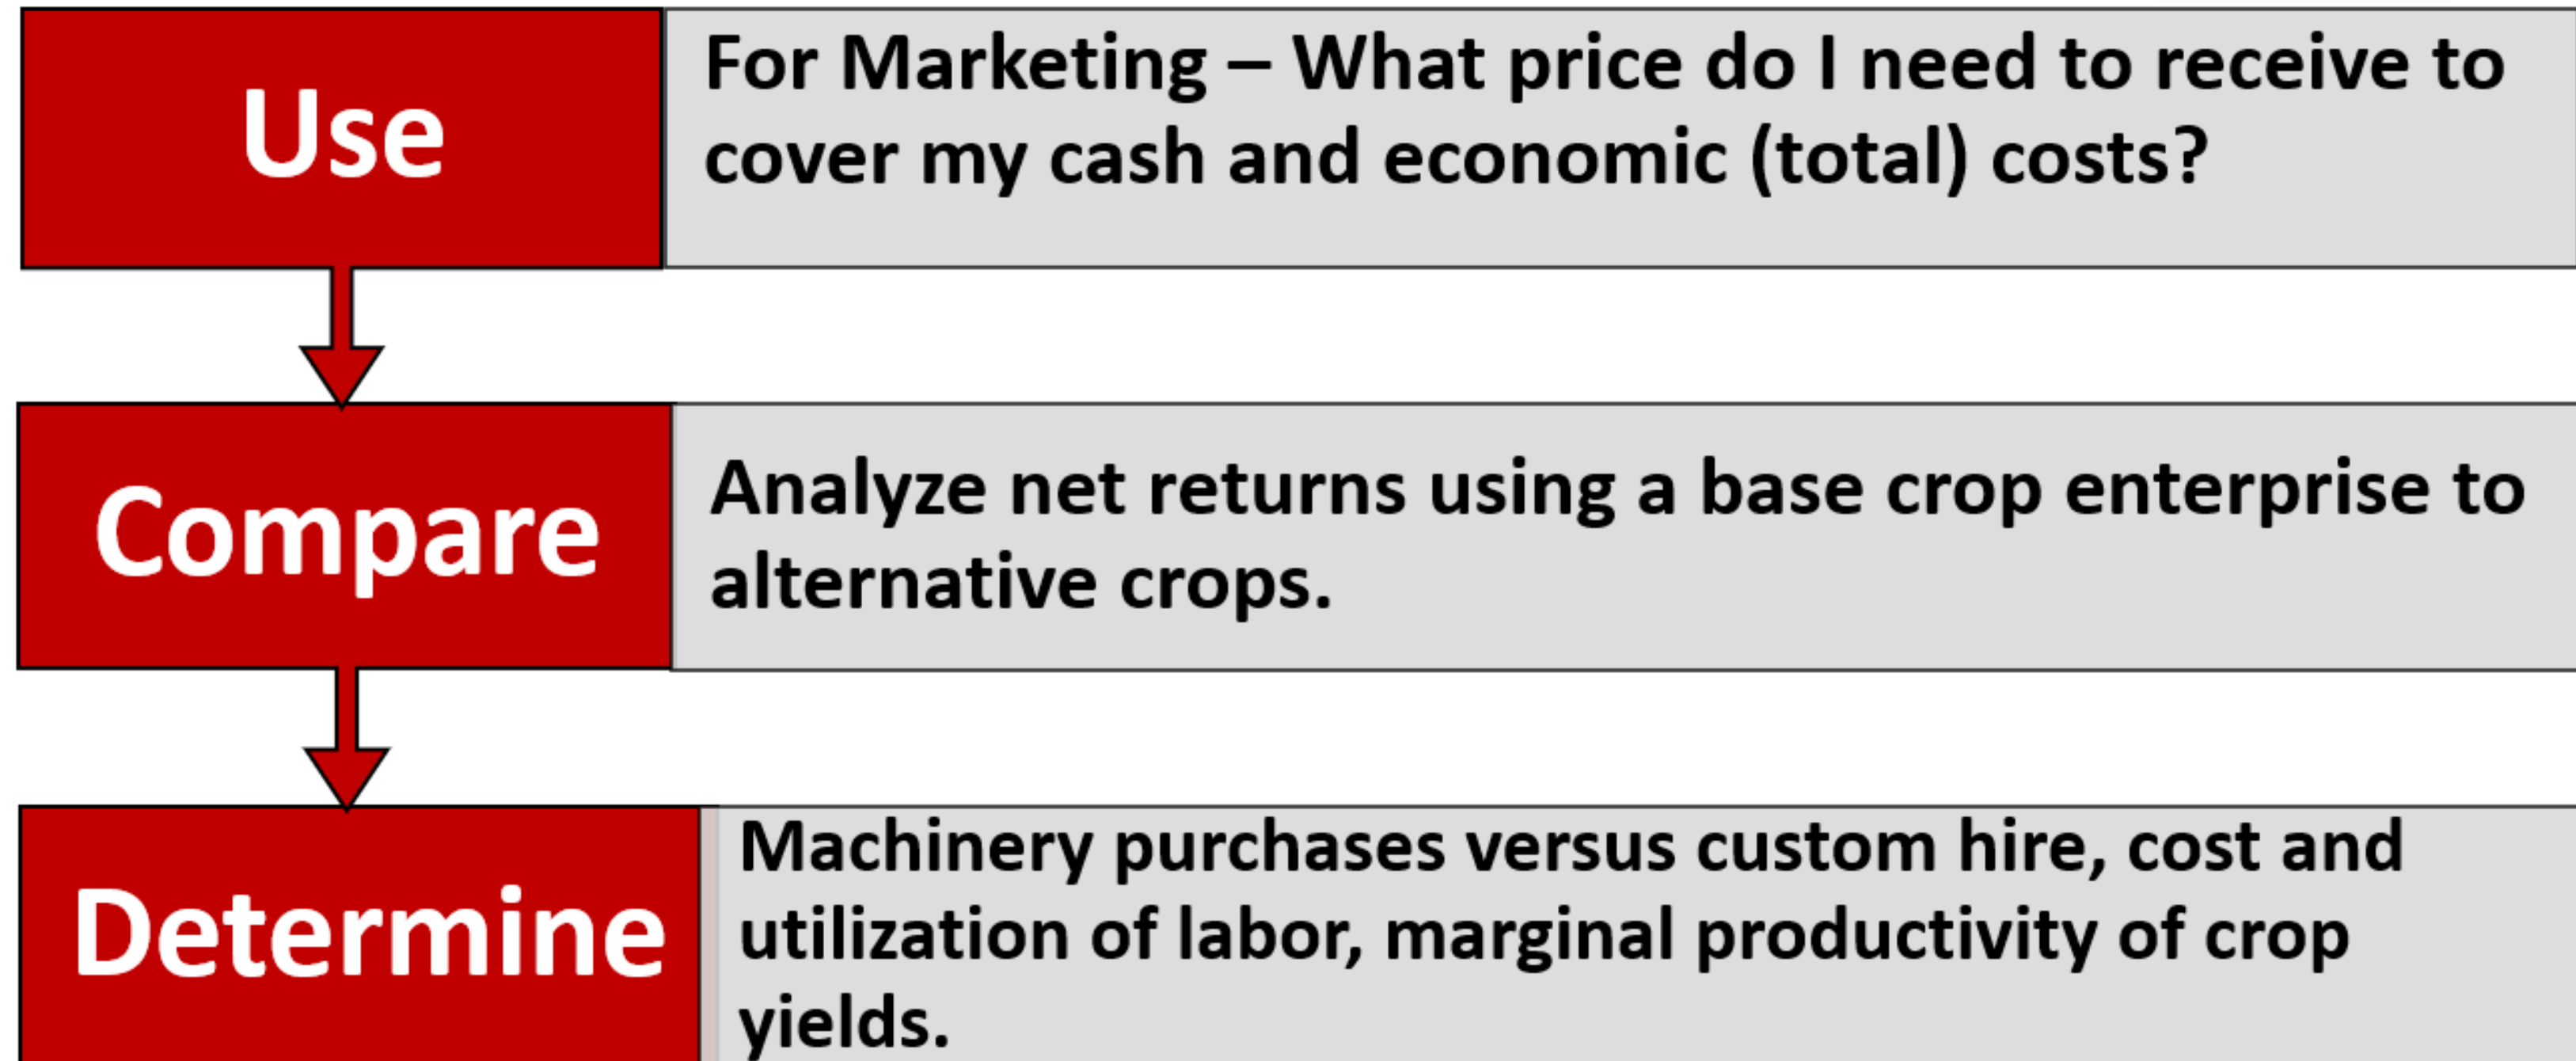 Use
For Marketing – What price do I need to receive to
cover my cash and economic (total) costs?
Compare
Analyze net returns using a base crop enterprise to
alternative crops.
Determine
Machinery purchases versus custom hire, cost and
utilization of labor, marginal productivity of crop
yields.